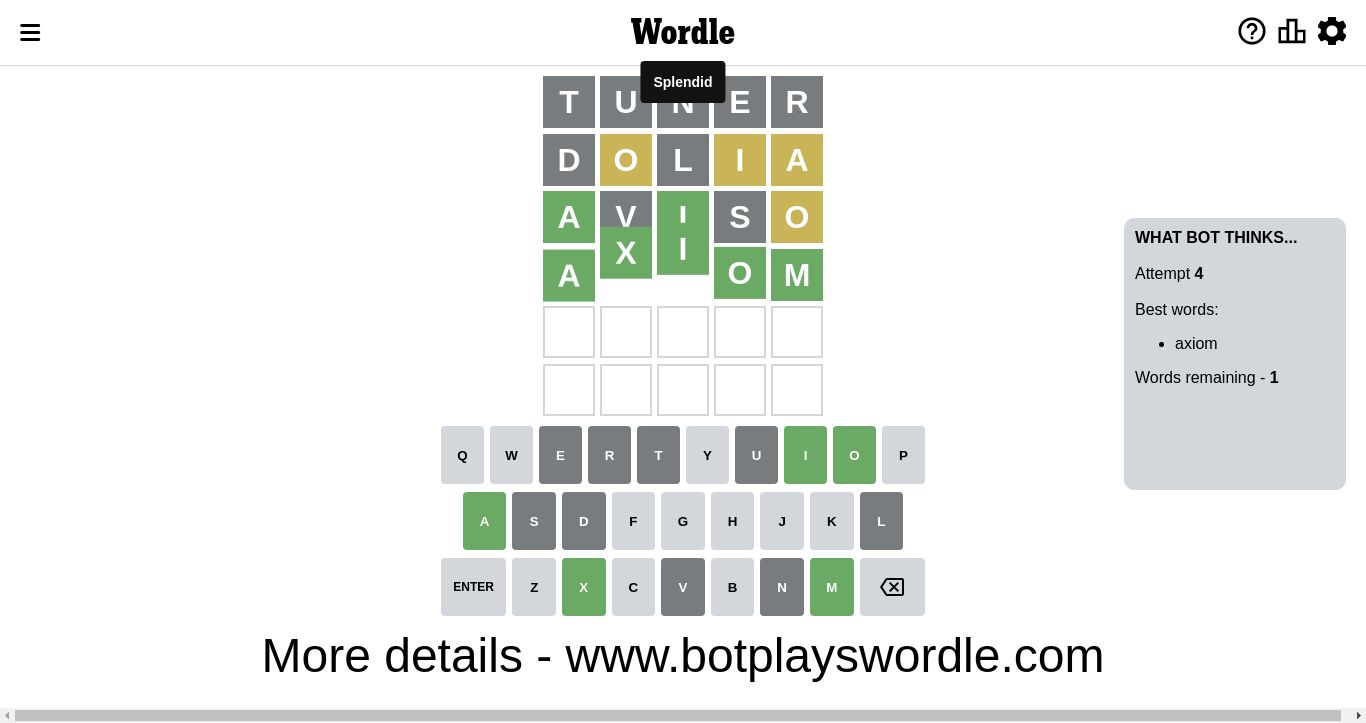 Wordle
Splendid
T U N E R
D O L I A
A V I S O
A X I O M
WHAT BOT THINKS...
Attempt 4
Best words:
• axiom
Words remaining - 1
Q W E R T Y U I O P
A S D F G H J K L
ENTER Z X C V B N M
More details - www.botplayswordle.com